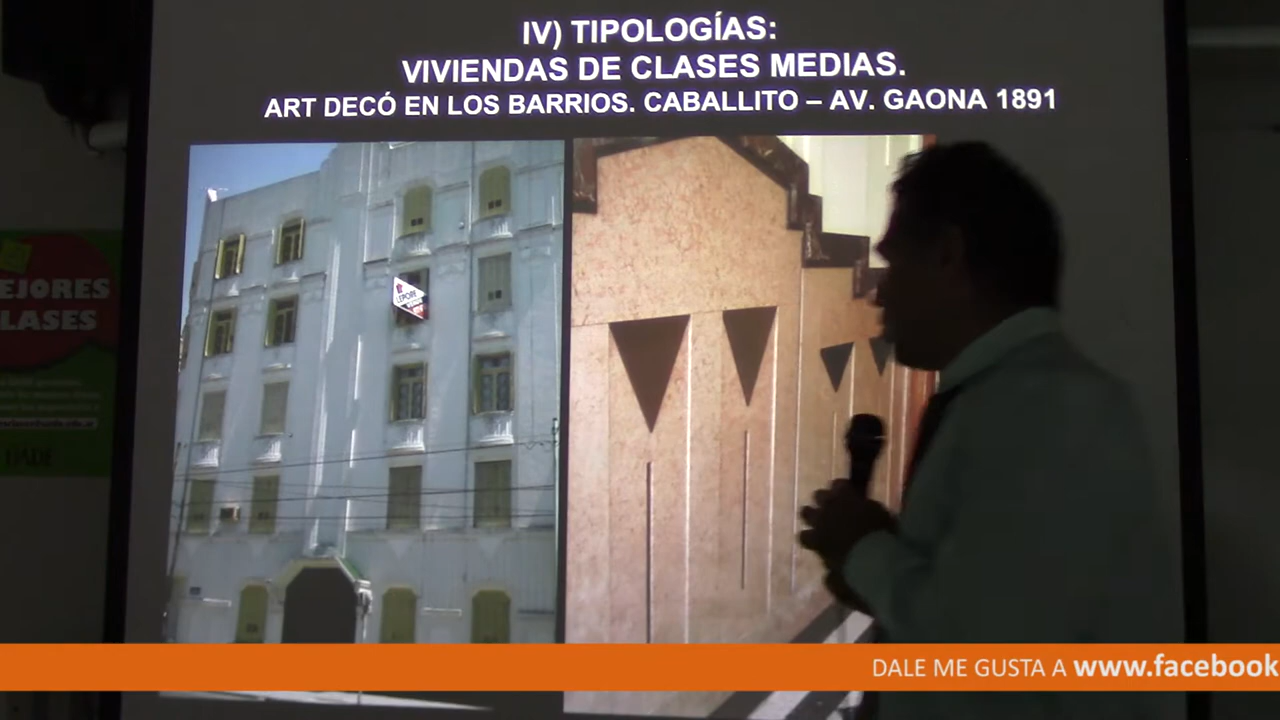 IV) TIPOLOGÍAS:
VIVIENDAS DE CLASES MEDIAS.
ART DECÓ EN LOS BARRIOS. CABALLITO – AV. GAONA 1891
EJORES
LASES
DALE ME GUSTA A www.facebook